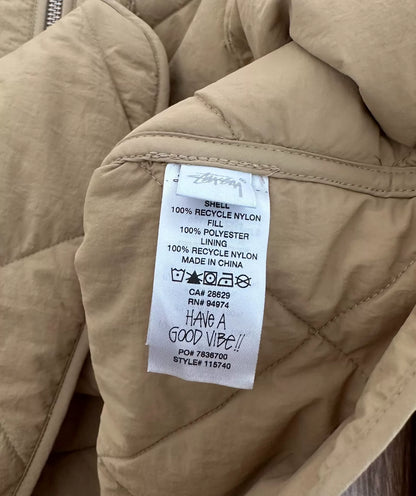 Stüssy
SHELL
100% RECYCLE NYLON
FILL
100% POLYESTER
LINING
100% RECYCLE NYLON
MADE IN CHINA
CA# 28629
RN# 94974
HAVE A
GOOD VIBE!!
PO# 7836700
STYLE# 115740